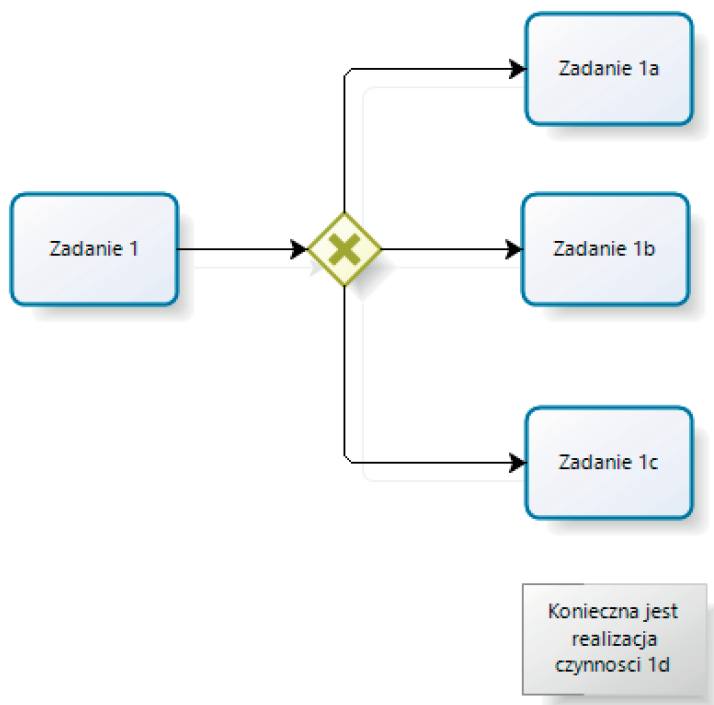 Zadanie 1a
Zadanie 1
Zadanie 1b
Zadanie 1c
Konieczna jest
realizacja
czynnosci 1d